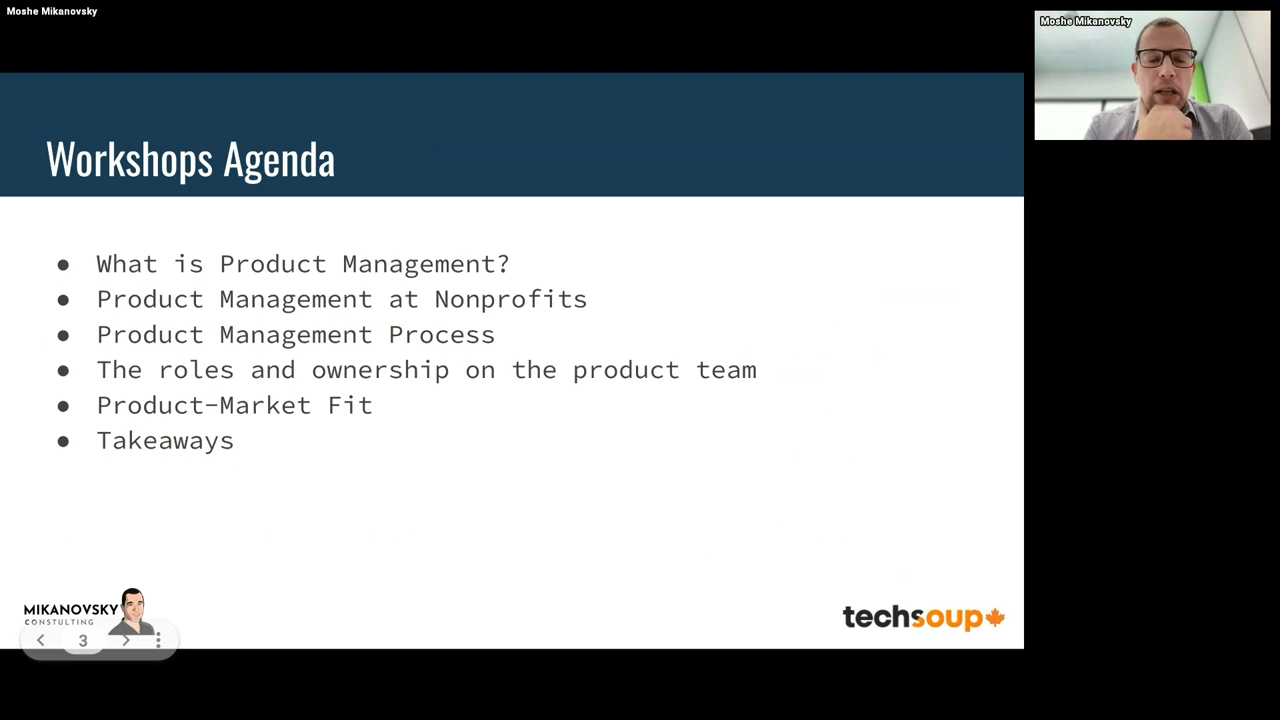 Moshe Mikanovsky
Moshe Mikanovsky
Workshops Agenda
● What is Product Management?
● Product Management at Nonprofits
● Product Management Process
● The roles and ownership on the product team
● Product-Market Fit
● Takeaways
MIKANOVSKY
CONSTULTING
techsoup
3